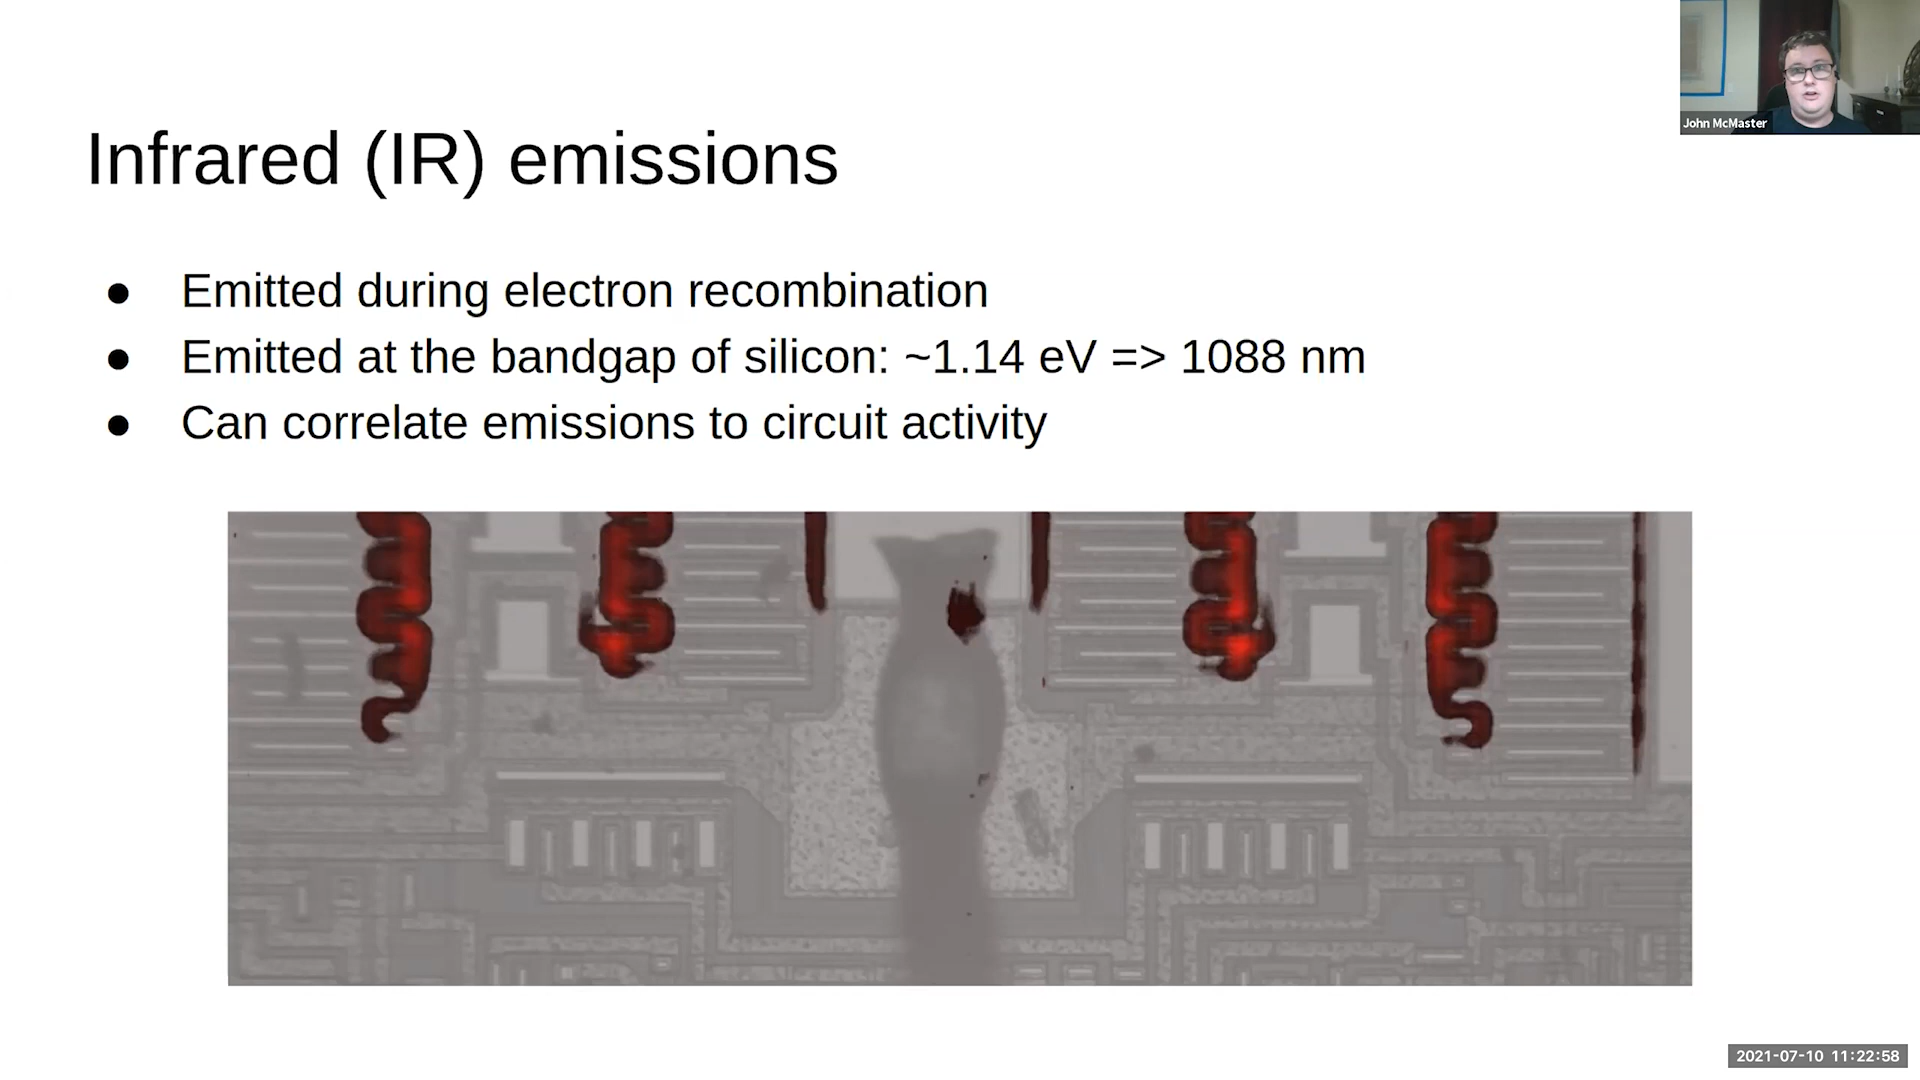 John McMaster
Infrared (IR) emissions
● Emitted during electron recombination
● Emitted at the bandgap of silicon: ~1.14 eV => 1088 nm
● Can correlate emissions to circuit activity
2021-07-10 11:22:58